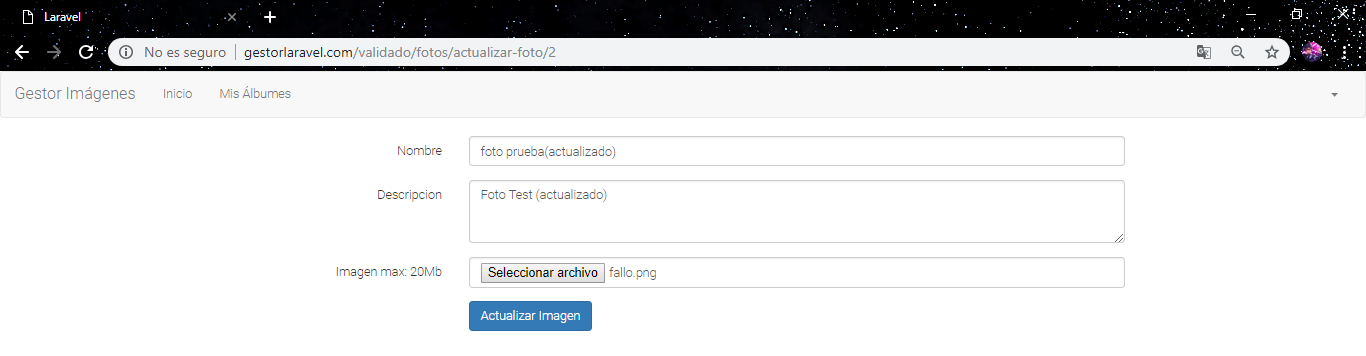 Laravel
No es seguro gestorlaravel.com/validado/fotos/actualizar-foto/2
Gestor Imágenes Inicio Mis Álbumes
Nombre foto prueba(actualizado)
Descripcion Foto Test (actualizado)
Imagen max: 20Mb Seleccionar archivo fallo.png
Actualizar Imagen